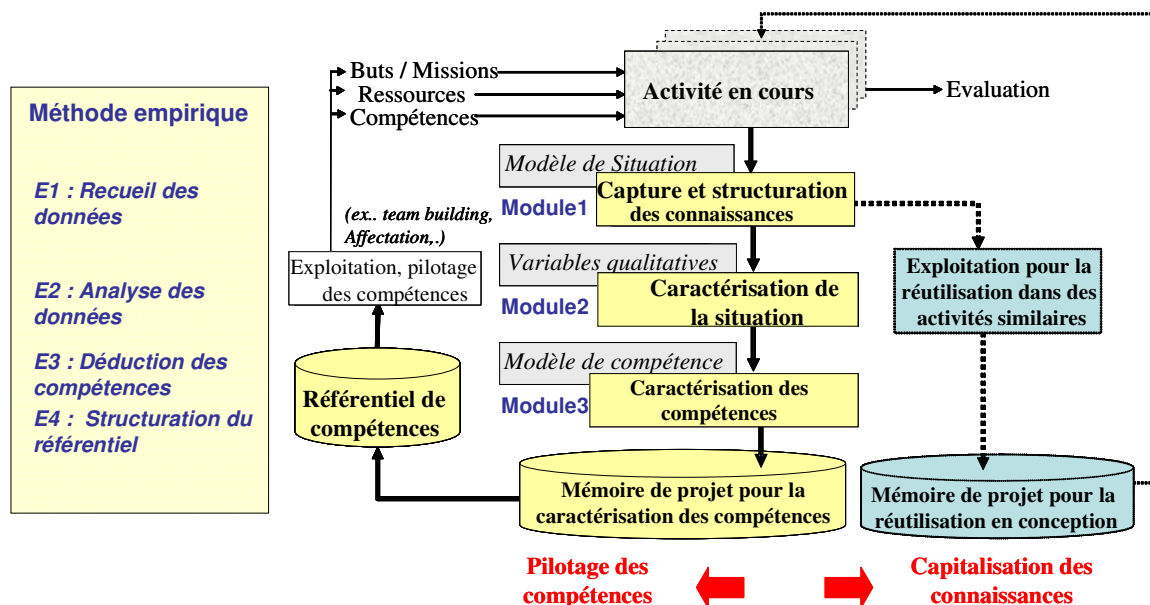 Méthode empirique
E1 : Recueil des
données
E2 : Analyse des
données
E3 : Déduction des
compétences
E4 : Structuration du
référentiel
Buts / Missions
Ressources
Compétences
Activité en cours
Evaluation
Modèle de Situation
Capture et structuration
des connaissances
Module1
(ex.. team building,
Affectation,.)
Exploitation, pilotage
des compétences
Variables qualitatives
Caractérisation de
la situation
Module2
Exploitation pour la
réutilisation dans des
activités similaires
Modèle de compétence
Caractérisation des
compétences
Module3
Référentiel de
compétences
Mémoire de projet pour la
caractérisation des compétences
Mémoire de projet pour la
réutilisation en conception
Pilotage des
compétences
Capitalisation des
connaissances